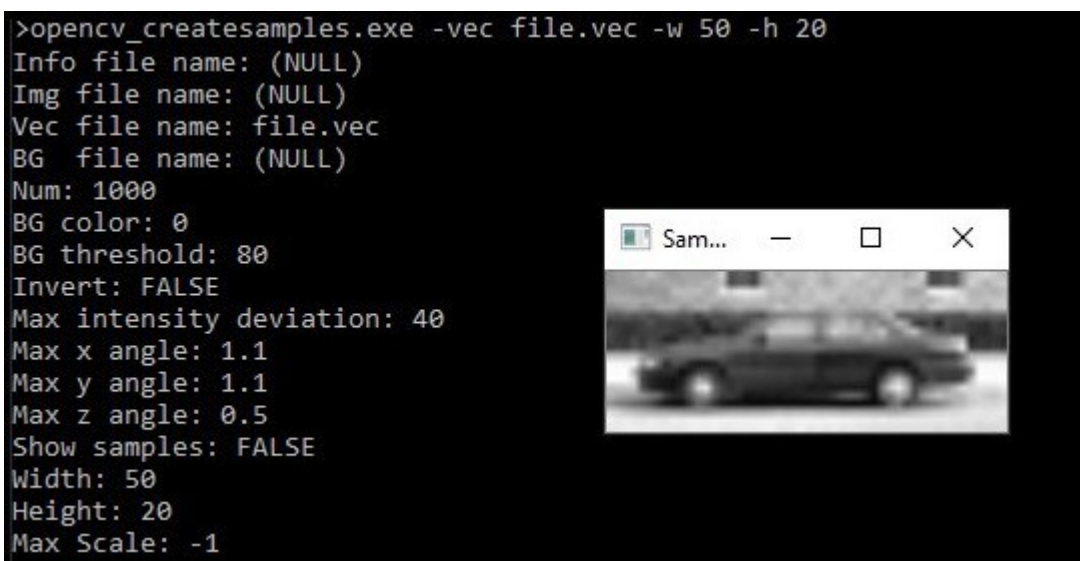 >opencv_createsamples.exe -vec file.vec -w 50 -h 20
Info file name: (NULL)
Img file name: (NULL)
Vec file name: file.vec
BG  file name: (NULL)
Num: 1000
BG color: 0
BG threshold: 80
Invert: FALSE
Max intensity deviation: 40
Max x angle: 1.1
Max y angle: 1.1
Max z angle: 0.5
Show samples: FALSE
Width: 50
Height: 20
Max Scale: -1
Sam...